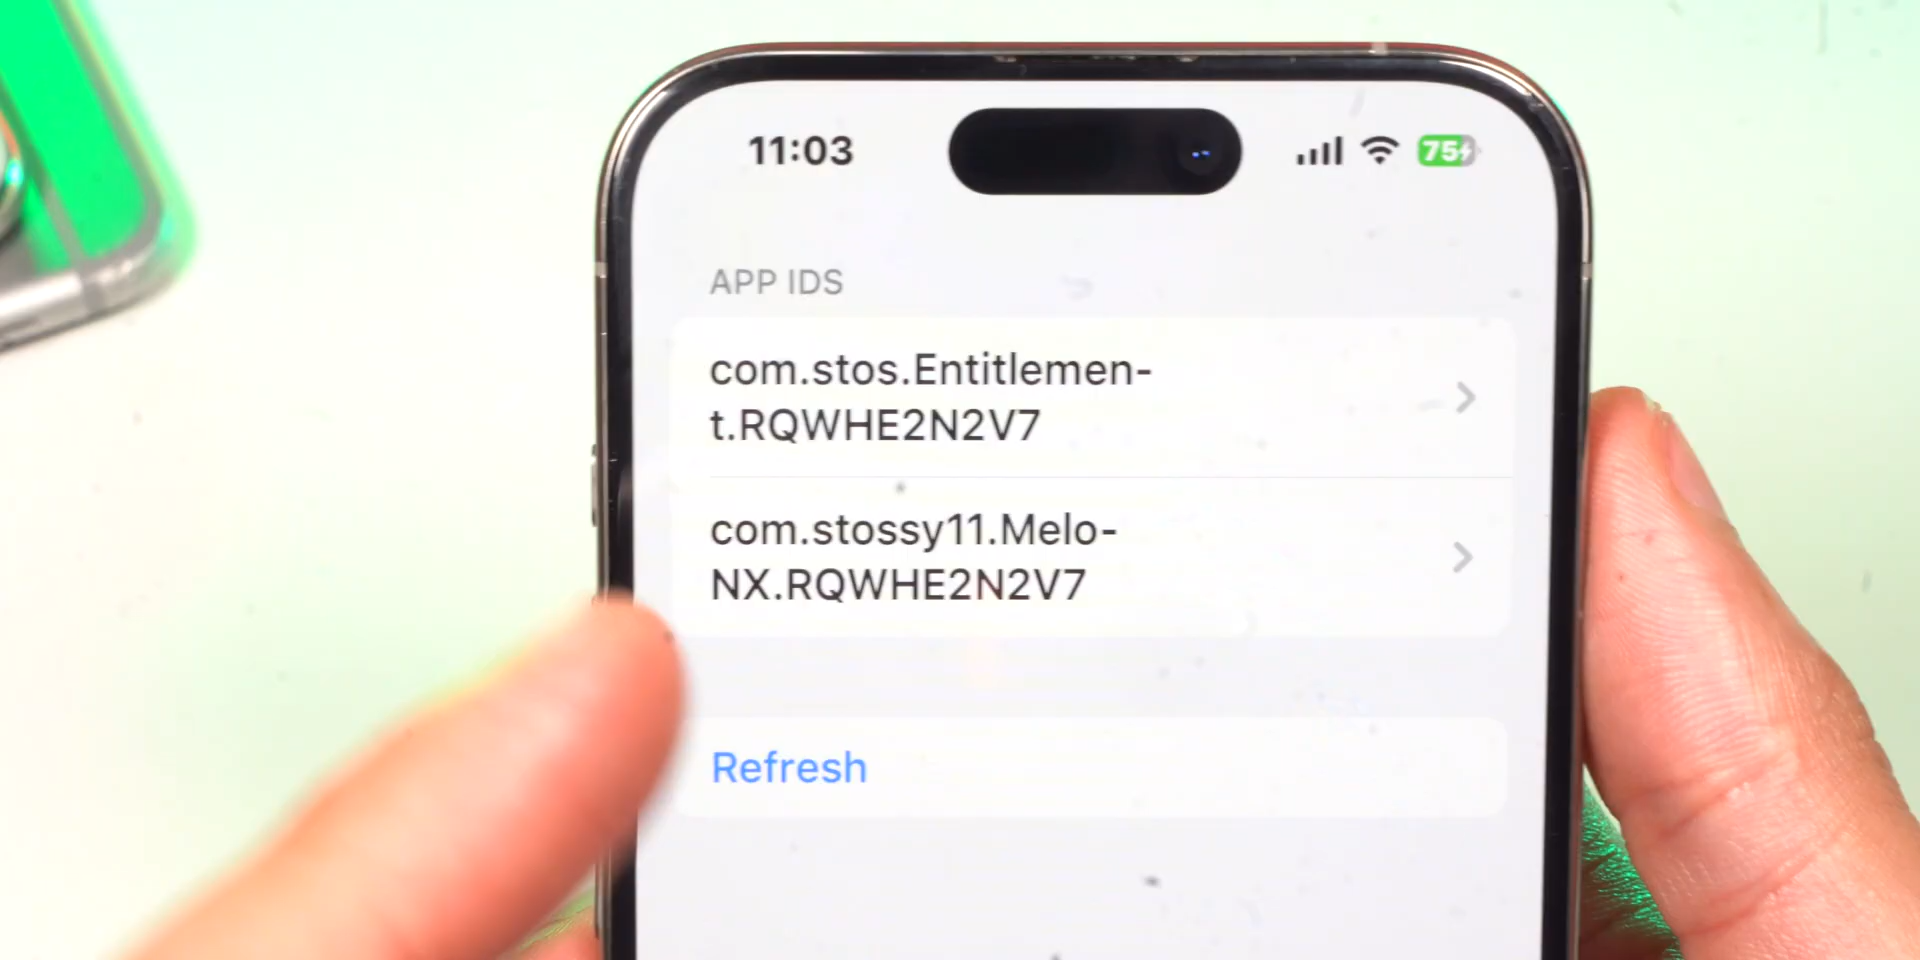 11:03
75
APP IDS
com.stos.Entitlemen-
t.RQWHE2N2V7
com.stossy11.Melo-
NX.RQWHE2N2V7
Refresh